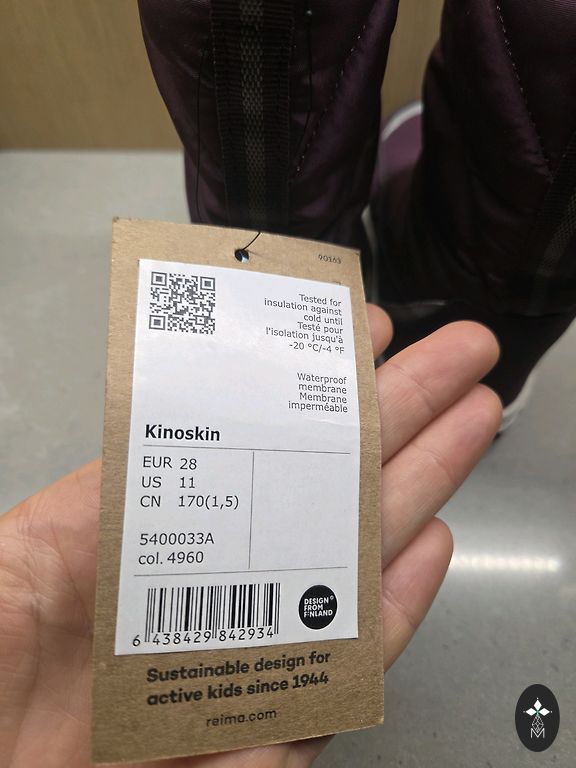 90163
Tested for
insulation against
cold until
Testé pour
l'isolation jusqu'à
-20 °C/-4 °F
Waterproof
membrane
Membrane
imperméable
Kinoskin
EUR 28
US 11
CN 170(1,5)
5400033A
col. 4960
DESIGN
FROM
FINLAND
6 438429 842934
Sustainable design for
active kids since 1944
reima.com
M